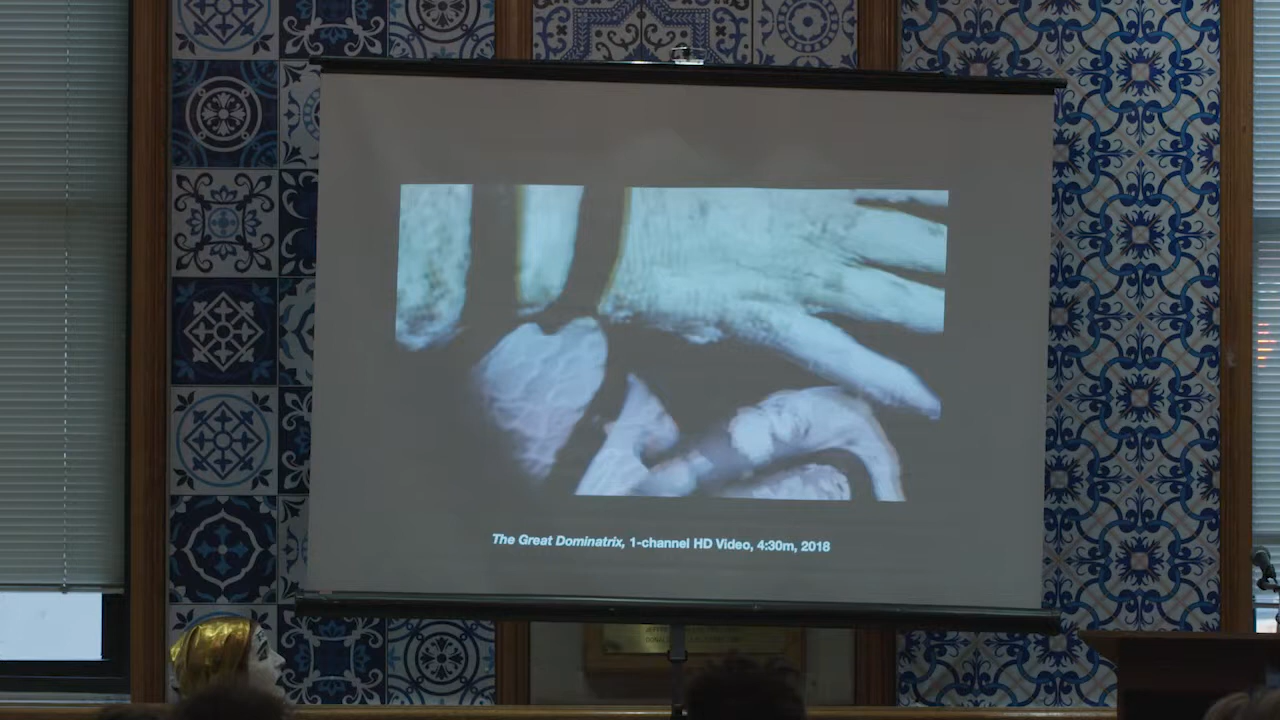 The Great Dominatrix, 1-channel HD Video, 4:30m, 2018